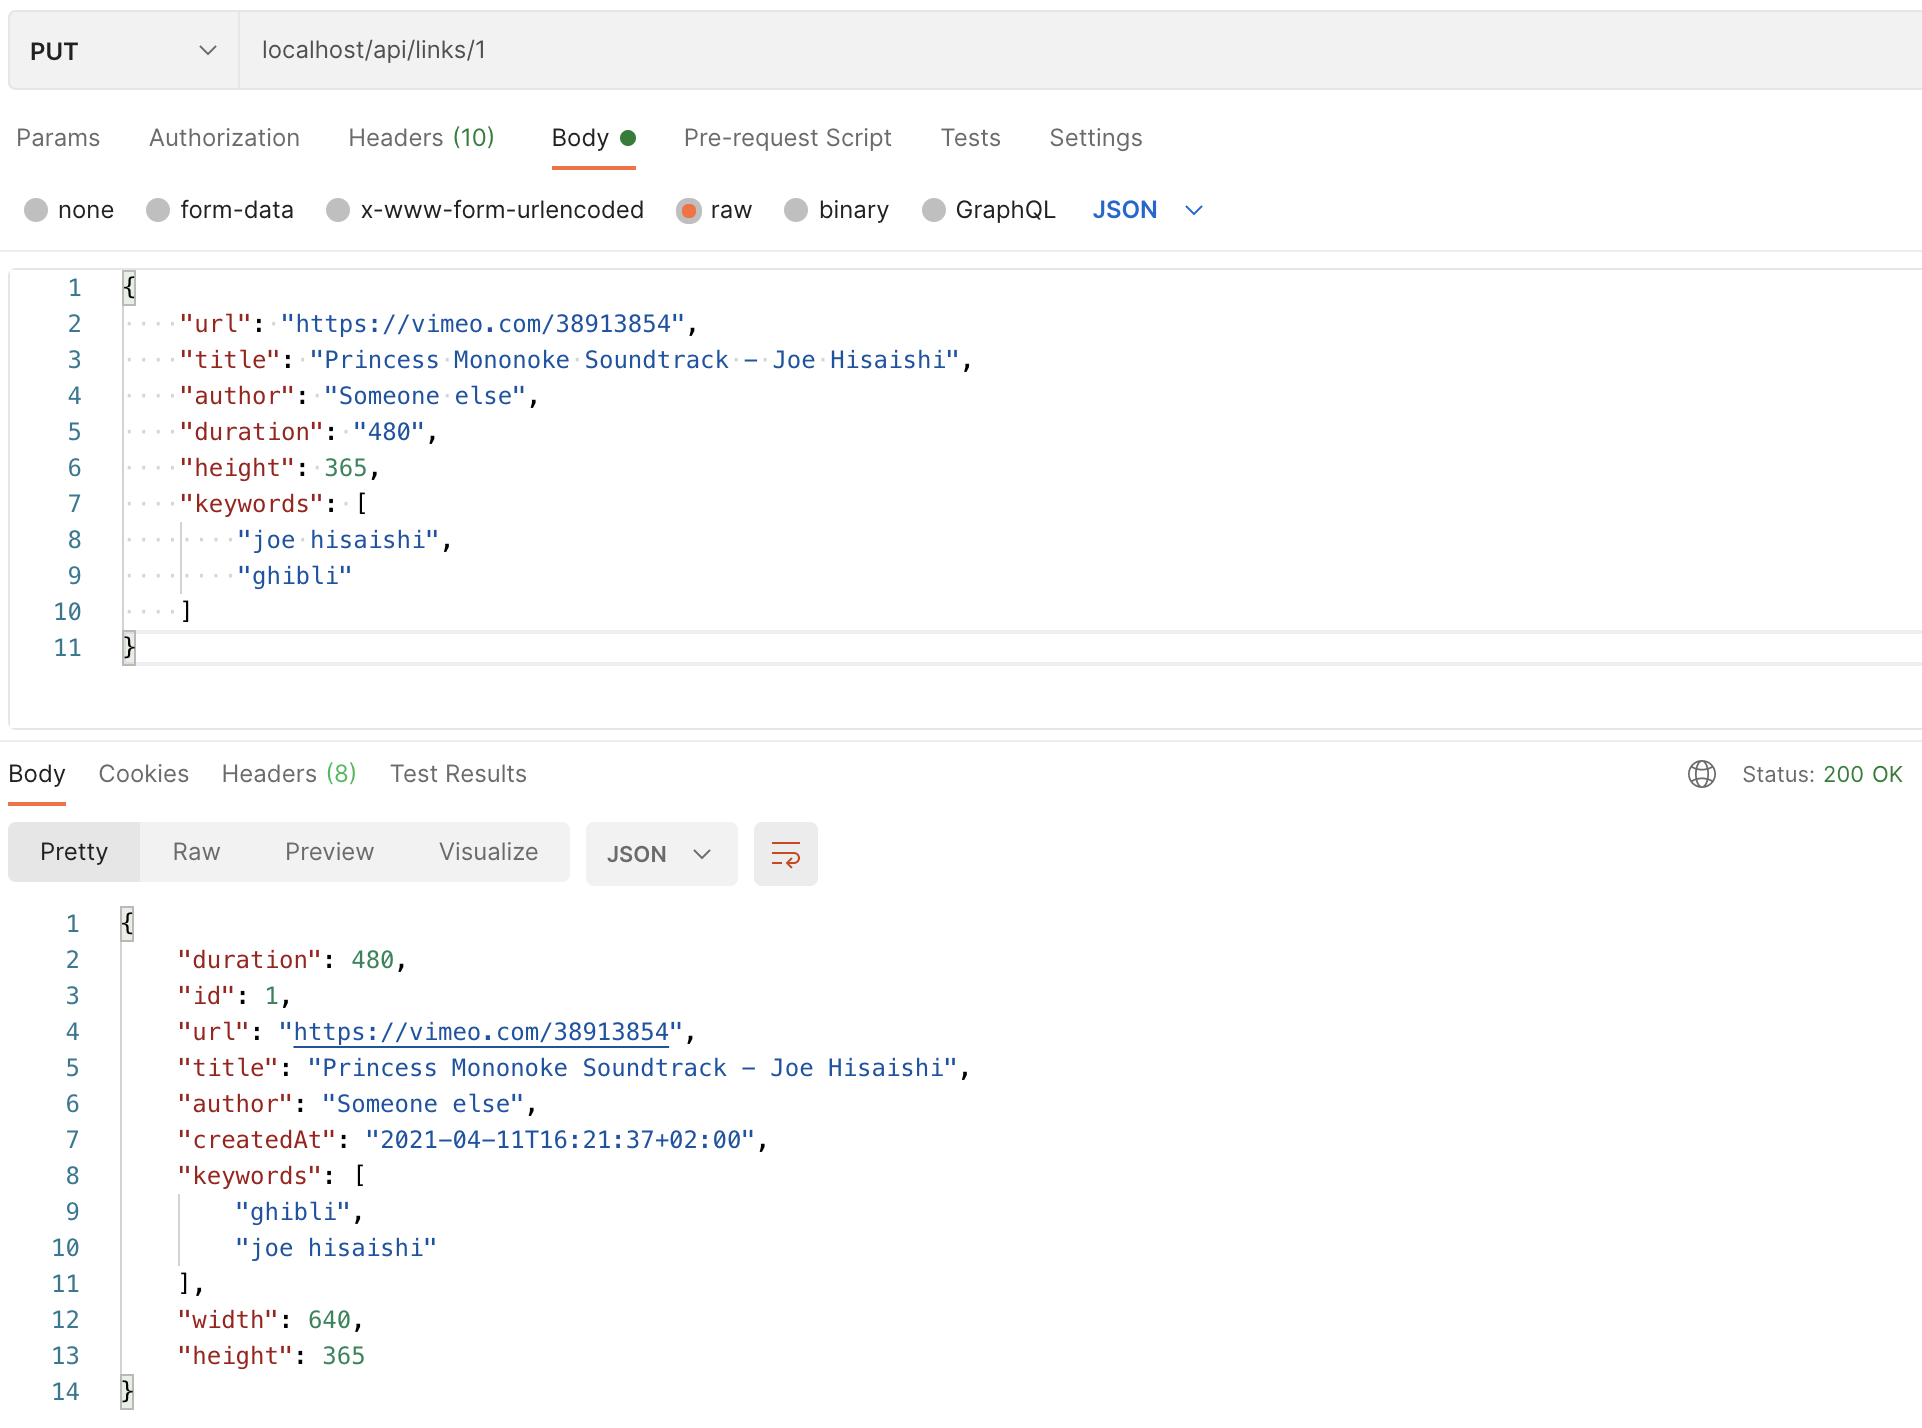 PUT localhost/api/links/1
Params Authorization Headers (10) Body Pre-request Script Tests Settings
none form-data x-www-form-urlencoded raw binary GraphQL JSON
1 {
2 "url": "https://vimeo.com/38913854",
3 "title": "Princess Mononoke Soundtrack - Joe Hisaishi",
4 "author": "Someone else",
5 "duration": "480",
6 "height": 365,
7 "keywords": [
8 "joe hisaishi",
9 "ghibli"
10 ]
11 }
Body Cookies Headers (8) Test Results Status: 200 OK
Pretty Raw Preview Visualize JSON
1 {
2 "duration": 480,
3 "id": 1,
4 "url": "https://vimeo.com/38913854",
5 "title": "Princess Mononoke Soundtrack - Joe Hisaishi",
6 "author": "Someone else",
7 "createdAt": "2021-04-11T16:21:37+02:00",
8 "keywords": [
9 "ghibli",
10 "joe hisaishi"
11 ],
12 "width": 640,
13 "height": 365
14 }